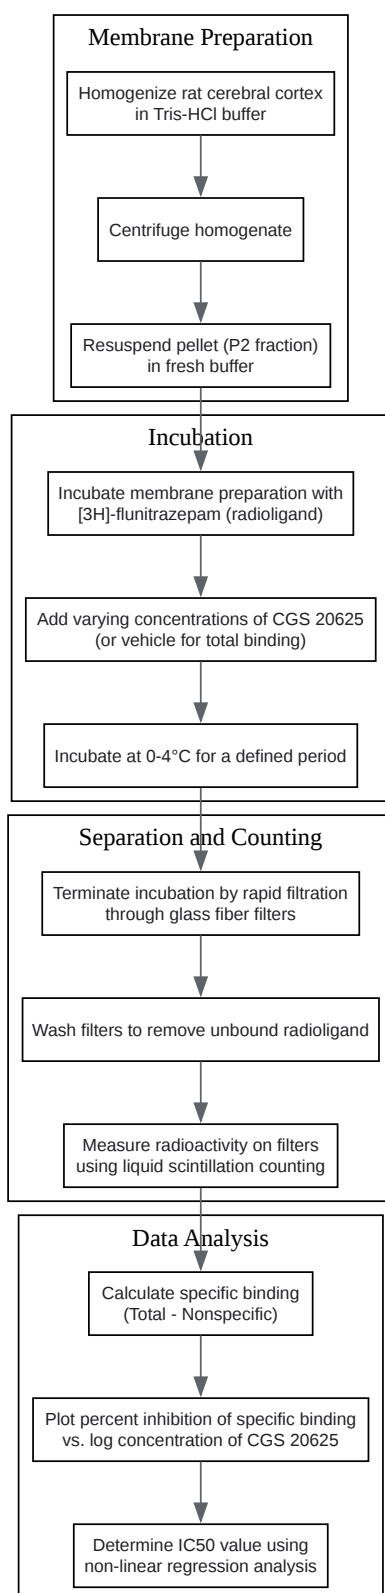 Membrane Preparation
Homogenize rat cerebral cortex
in Tris-HCl buffer
Centrifuge homogenate
Resuspend pellet (P2 fraction)
in fresh buffer
Incubation
Incubate membrane preparation with
[3H]-flunitrazepam (radioligand)
Add varying concentrations of CGS 20625
(or vehicle for total binding)
Incubate at 0-4°C for a defined period
Separation and Counting
Terminate incubation by rapid filtration
through glass fiber filters
Wash filters to remove unbound radioligand
Measure radioactivity on filters
using liquid scintillation counting
Data Analysis
Calculate specific binding
(Total - Nonspecific)
Plot percent inhibition of specific binding
vs. log concentration of CGS 20625
Determine IC50 value using
non-linear regression analysis